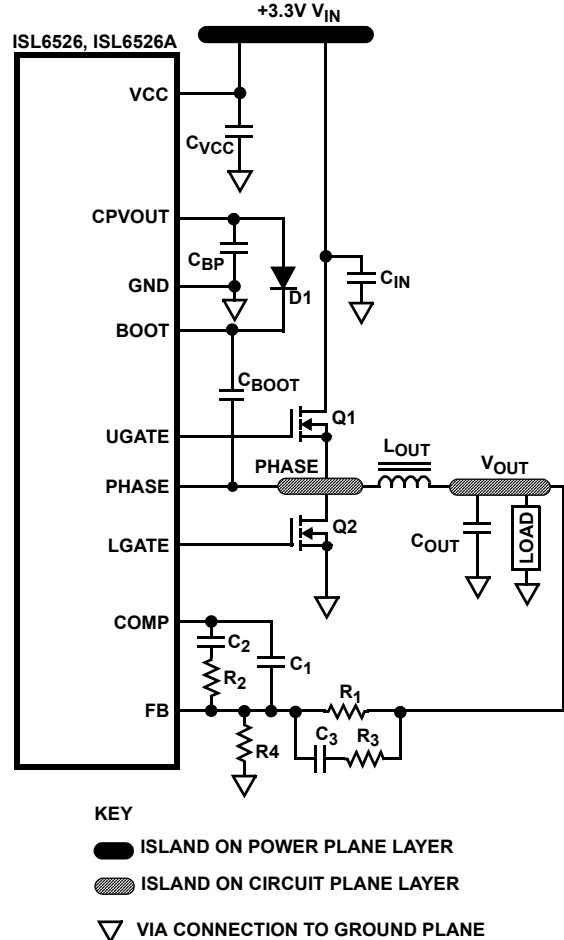 +3.3V VIN
ISL6526, ISL6526A
VCC
CVCC
CPVOUT
CBP
GND
D1
CIN
BOOT
CBOOT
Q1
UGATE
LOUT
PHASE
VOUT
PHASE
Q2
COUT
LOAD
LGATE
COMP
C2
C1
R2
R1
FB
C3
R3
R4
KEY
ISLAND ON POWER PLANE LAYER
ISLAND ON CIRCUIT PLANE LAYER
VIA CONNECTION TO GROUND PLANE